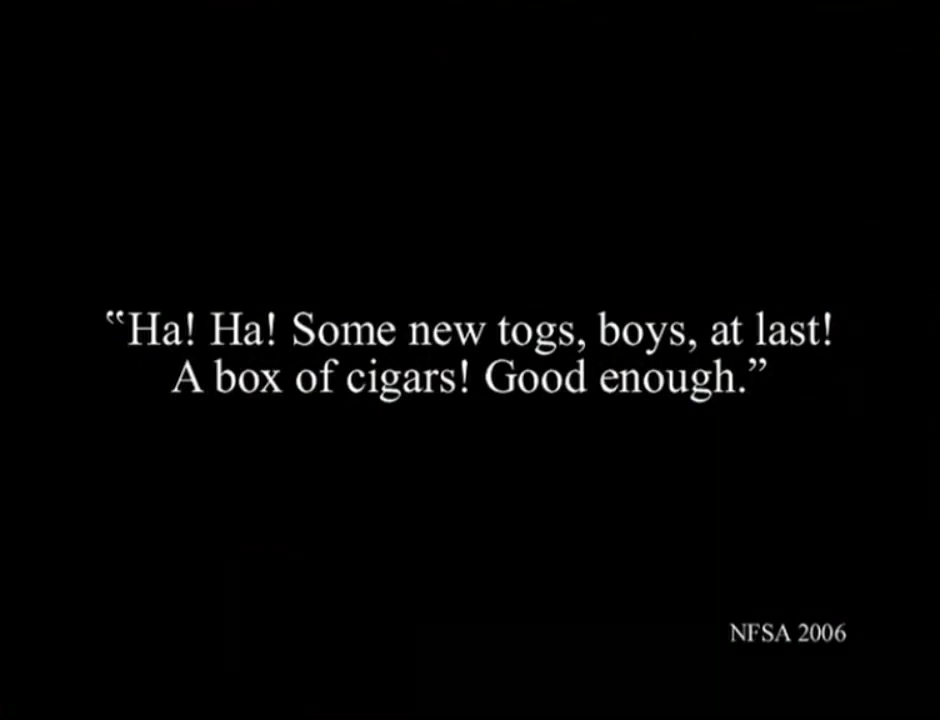 “Ha! Ha! Some new togs, boys, at last!
A box of cigars! Good enough.”
NFSA 2006